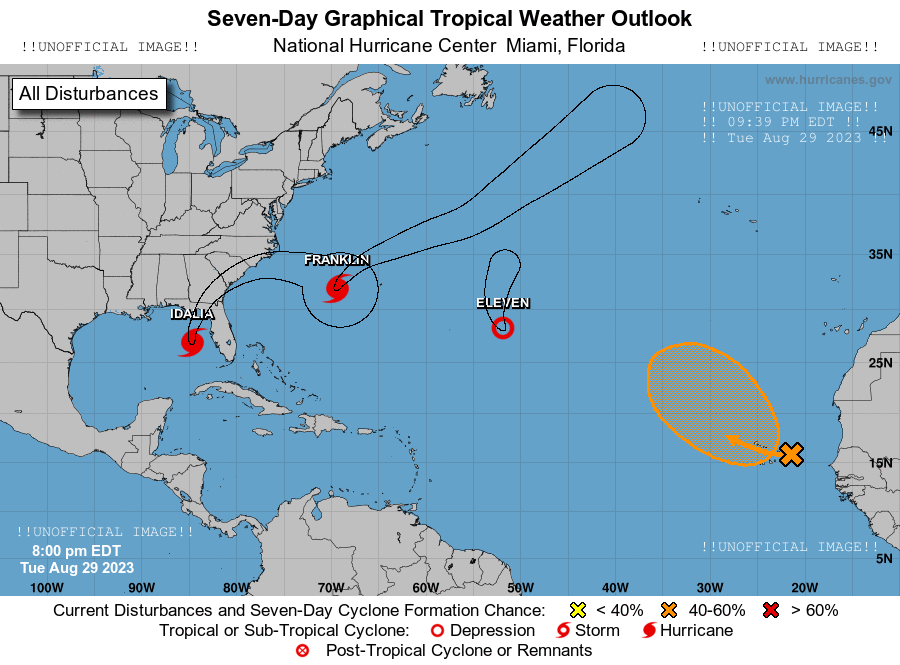 Seven-Day Graphical Tropical Weather Outlook
!!UNOFFICIAL IMAGE!! National Hurricane Center Miami, Florida !!UNOFFICIAL IMAGE!!
www.hurricanes.gov
All Disturbances
!!UNOFFICIAL IMAGE!!
!! 09:39 PM EDT !!
!! Tue Aug 29 2023 !!
45N
35N
FRANKLIN
ELEVEN
IDALIA
25N
15N
!!UNOFFICIAL IMAGE!!
8:00 pm EDT
Tue Aug 29 2023
!!UNOFFICIAL IMAGE!!
5N
100W 90W 80W 70W 60W 50W 40W 30W 20W
Current Disturbances and Seven-Day Cyclone Formation Chance: < 40% 40-60% > 60%
Tropical or Sub-Tropical Cyclone: Depression Storm Hurricane
Post-Tropical Cyclone or Remnants